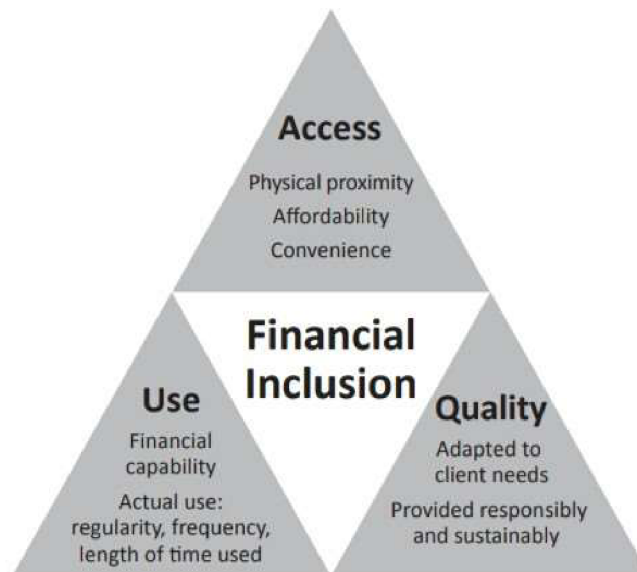 Access
Physical proximity
Affordability
Convenience
Financial
Inclusion
Use
Financial
capability
Actual use:
regularity, frequency,
length of time used
Quality
Adapted to
client needs
Provided responsibly
and sustainably